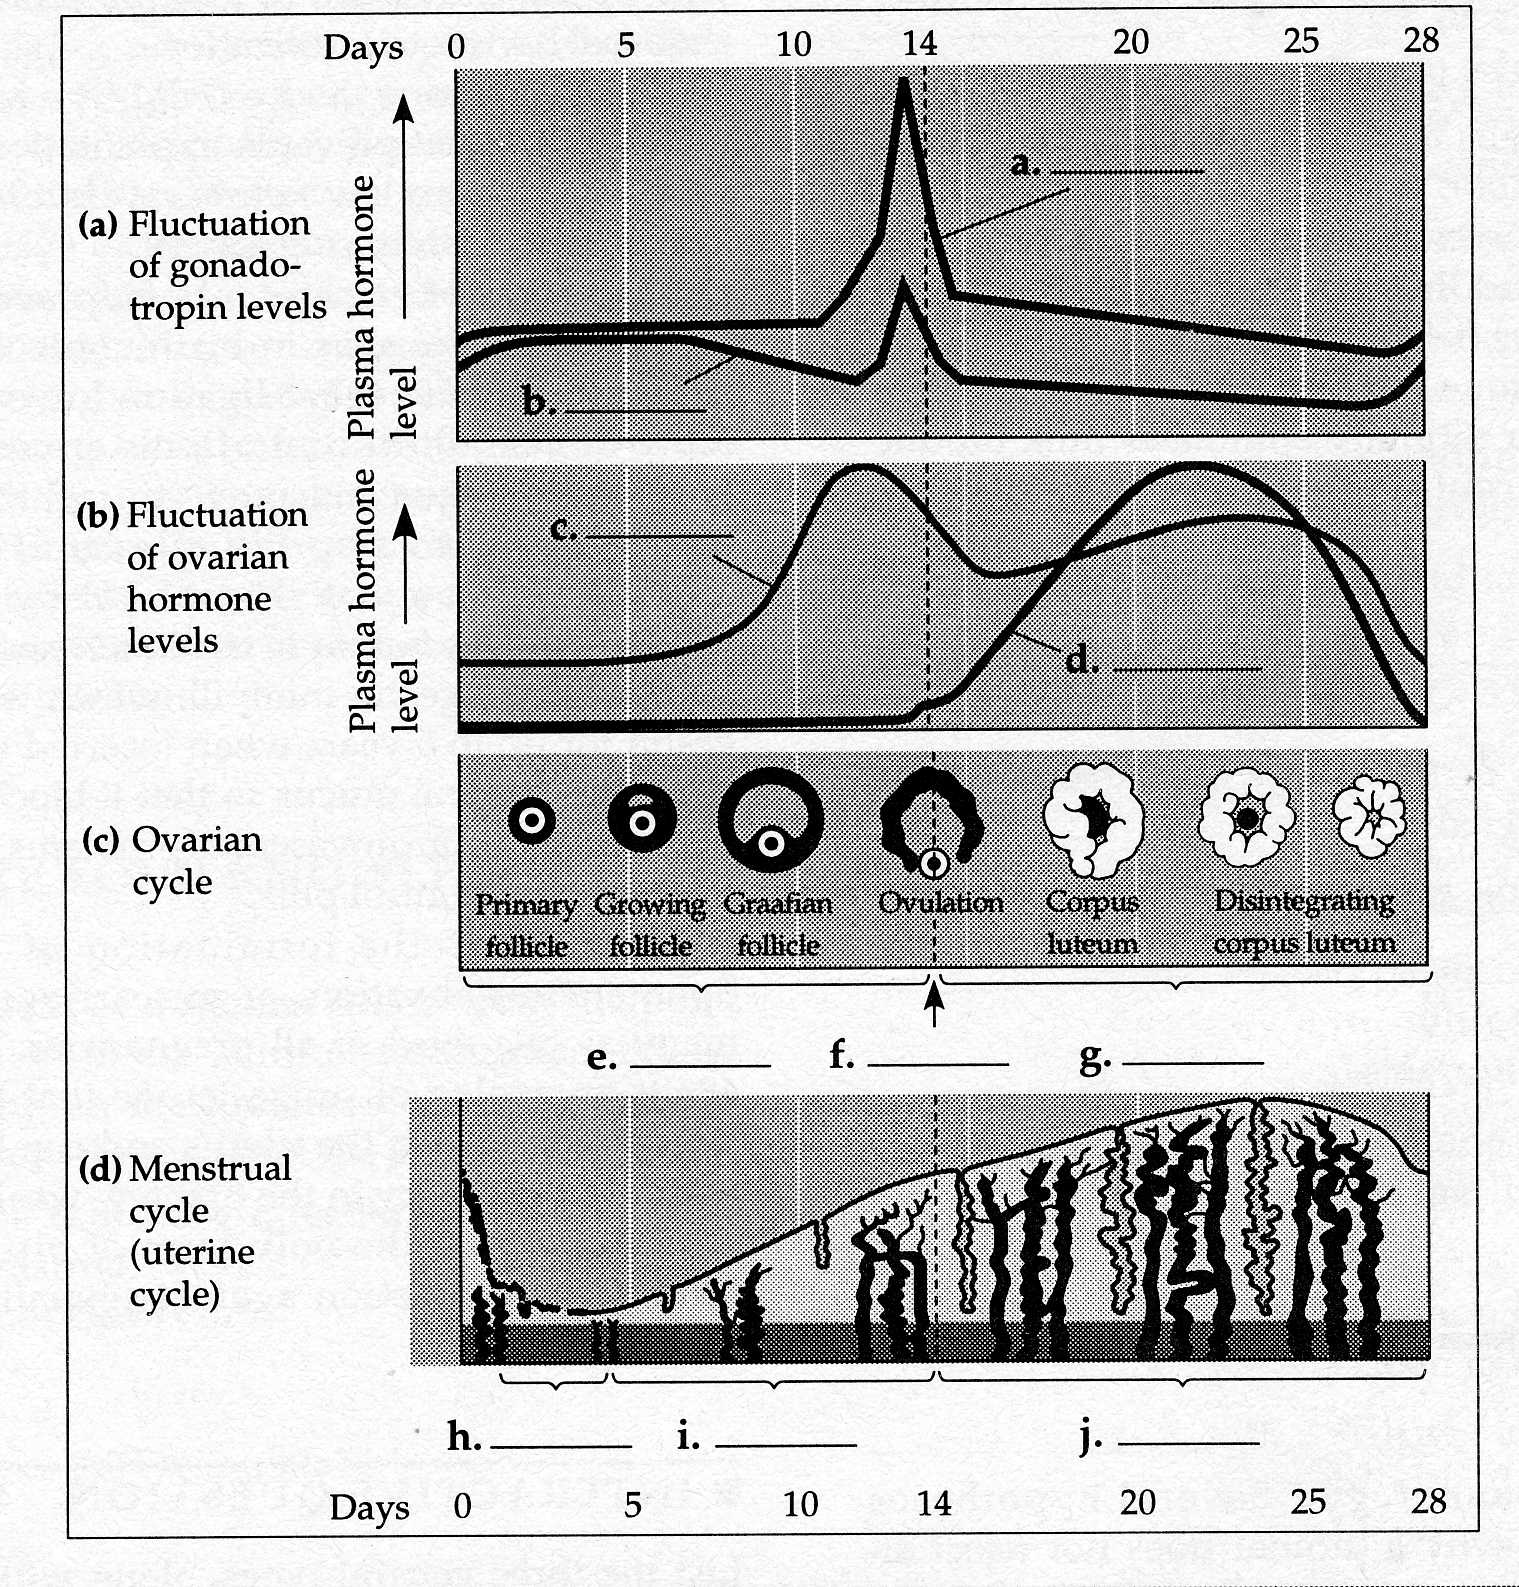 Days 0 5 10 14 20 25 28
(a) Fluctuation
of gonado-
tropin levels
Plasma hormone
level
a.
b.
(b) Fluctuation
of ovarian
hormone
levels
Plasma hormone
level
c.
d.
(c) Ovarian
cycle
Primary
follicle
Growing
follicle
Graafian
follicle
Ovulation
Corpus
luteum
Disintegrating
corpus luteum
e. f. g.
(d) Menstrual
cycle
(uterine
cycle)
h. i. j.
Days 0 5 10 14 20 25 28